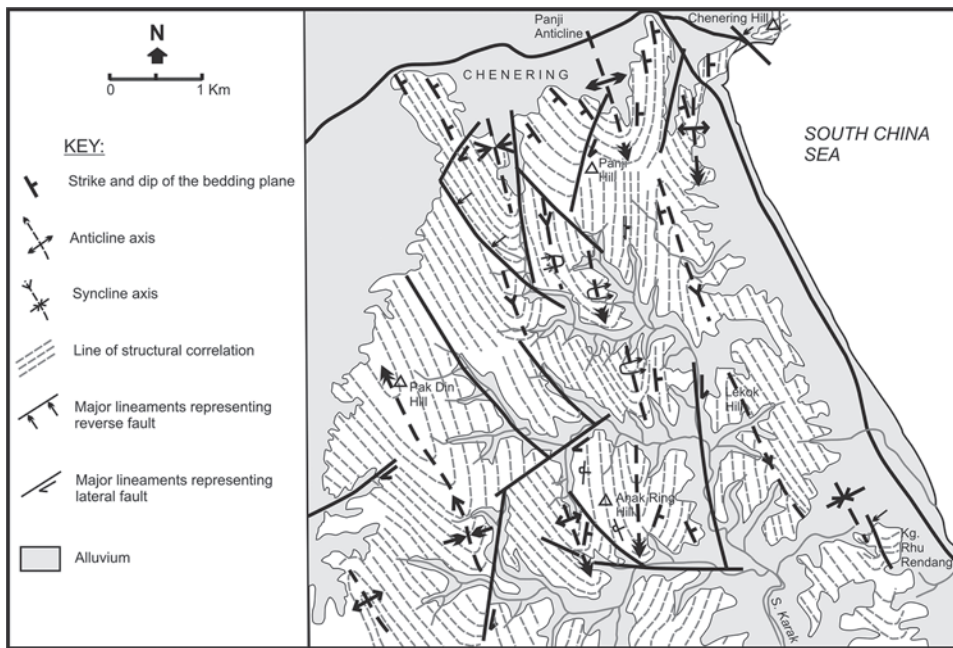 N
0 1 Km
KEY:
Strike and dip of the bedding plane
Anticline axis
Syncline axis
Line of structural correlation
Major lineaments representing
reverse fault
Major lineaments representing
lateral fault
Alluvium
Panji
Anticline
Chenering Hill
CHENERING
SOUTH CHINA
SEA
Panji
Hill
Pak Din
Hill
Lekok
Hill
Anak Ring
Hill
Kg.
Rhu
Rendang
S. Karak